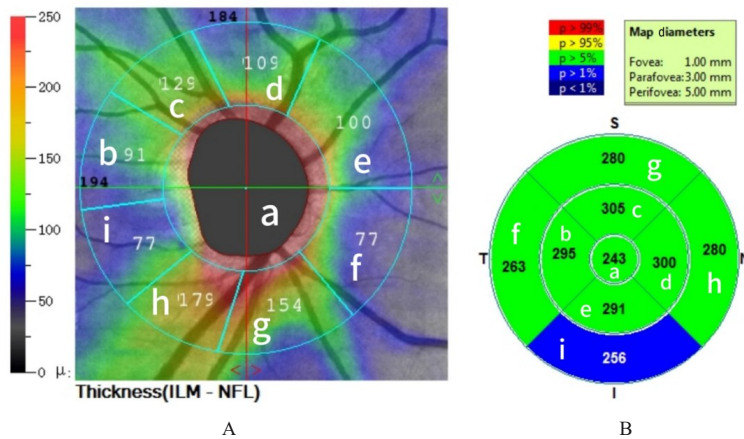 250
200
150
100
50
0 μ:
184
109
129
d
c
100
b
91
e
194
a
i
77
77
f
h
179
154
g
Thickness(ILM - NFL)
A
p > 99%
p > 95%
p > 5%
p > 1%
p < 1%
Map diameters
Fovea: 1.00 mm
Parafovea:3.00 mm
Perifovea: 5.00 mm
S
280
g
305
c
f
b
T
263
295
243
a
300
d
280
N
h
291
e
i
256
I
B